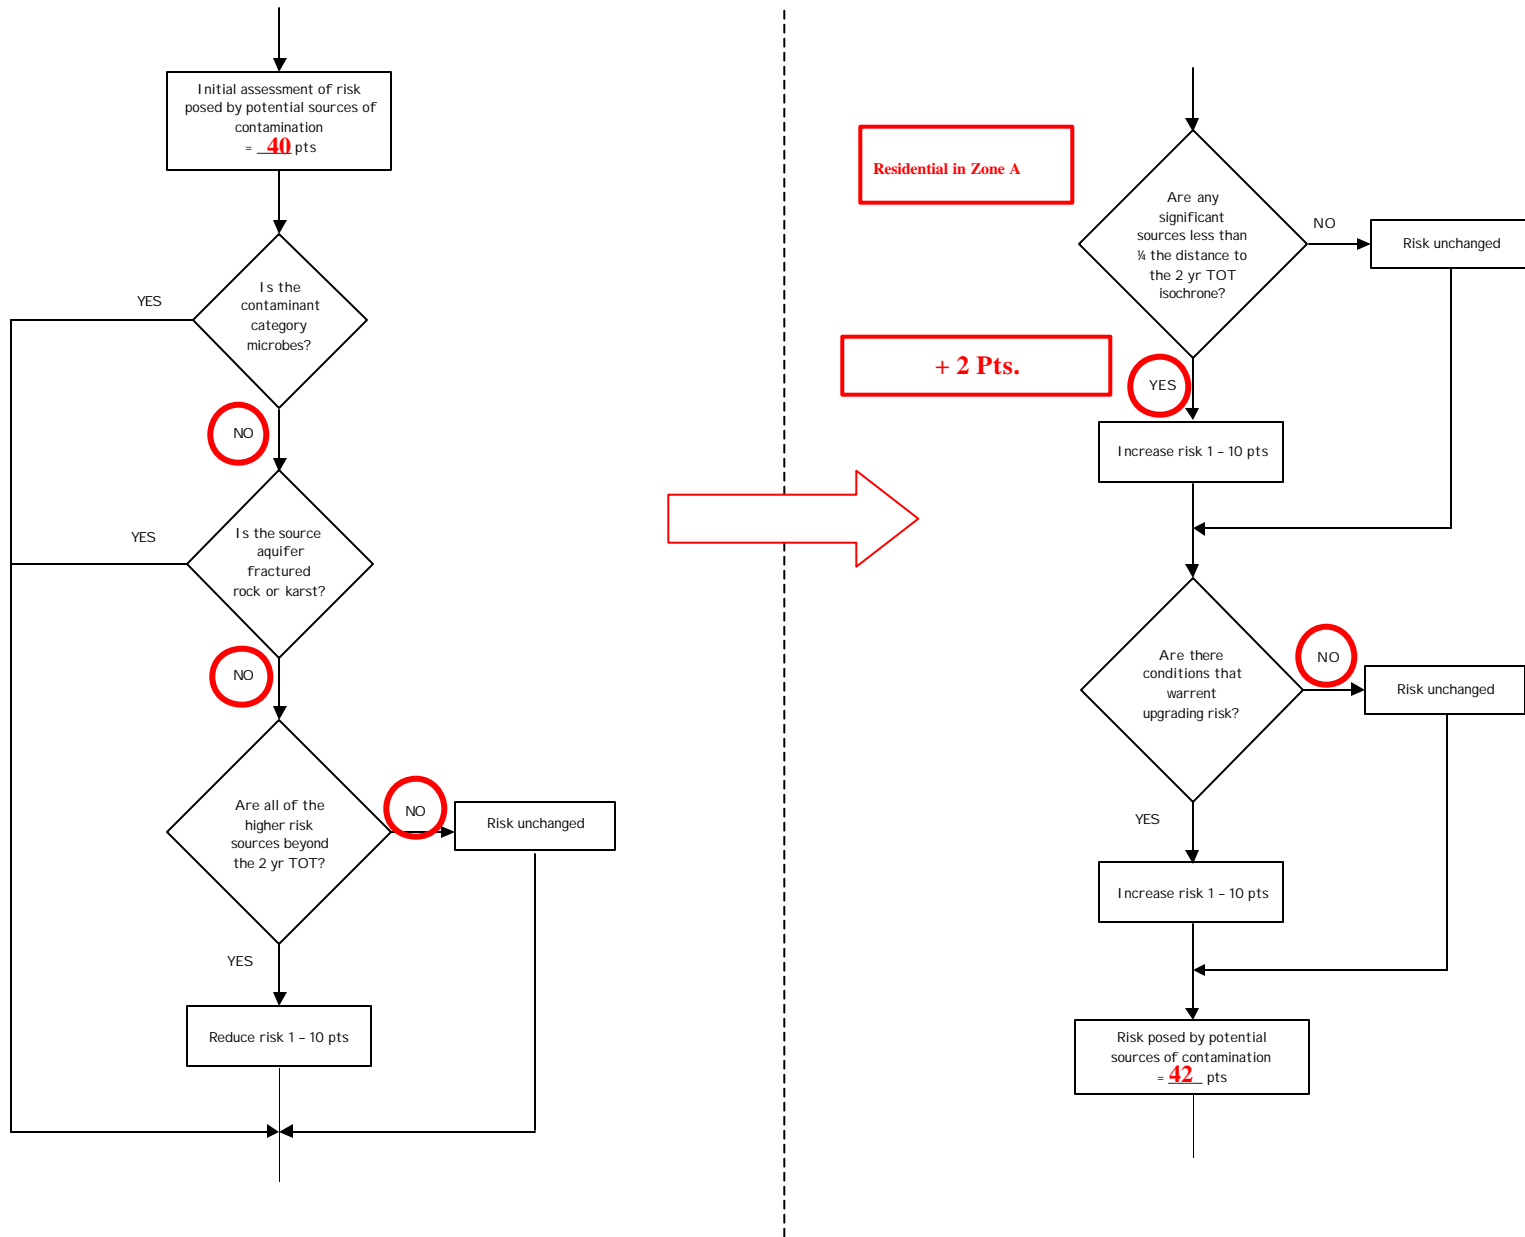 Initial assessment of risk
posed by potential sources of
contamination
= 40 pts
Is the
contaminant
category
microbes?
YES
NO
Is the source
aquifer
fractured
rock or karst?
YES
NO
Are all of the
higher risk
sources beyond
the 2 yr TOT?
NO
Risk unchanged
YES
Reduce risk 1 – 10 pts
Residential in Zone A
Are any
significant
sources less than
¼ the distance to
the 2 yr TOT
isochrone?
NO
Risk unchanged
+ 2 Pts.
YES
Increase risk 1 – 10 pts
Are there
conditions that
warrent
upgrading risk?
NO
Risk unchanged
YES
Increase risk 1 – 10 pts
Risk posed by potential
sources of contamination
= 42 pts